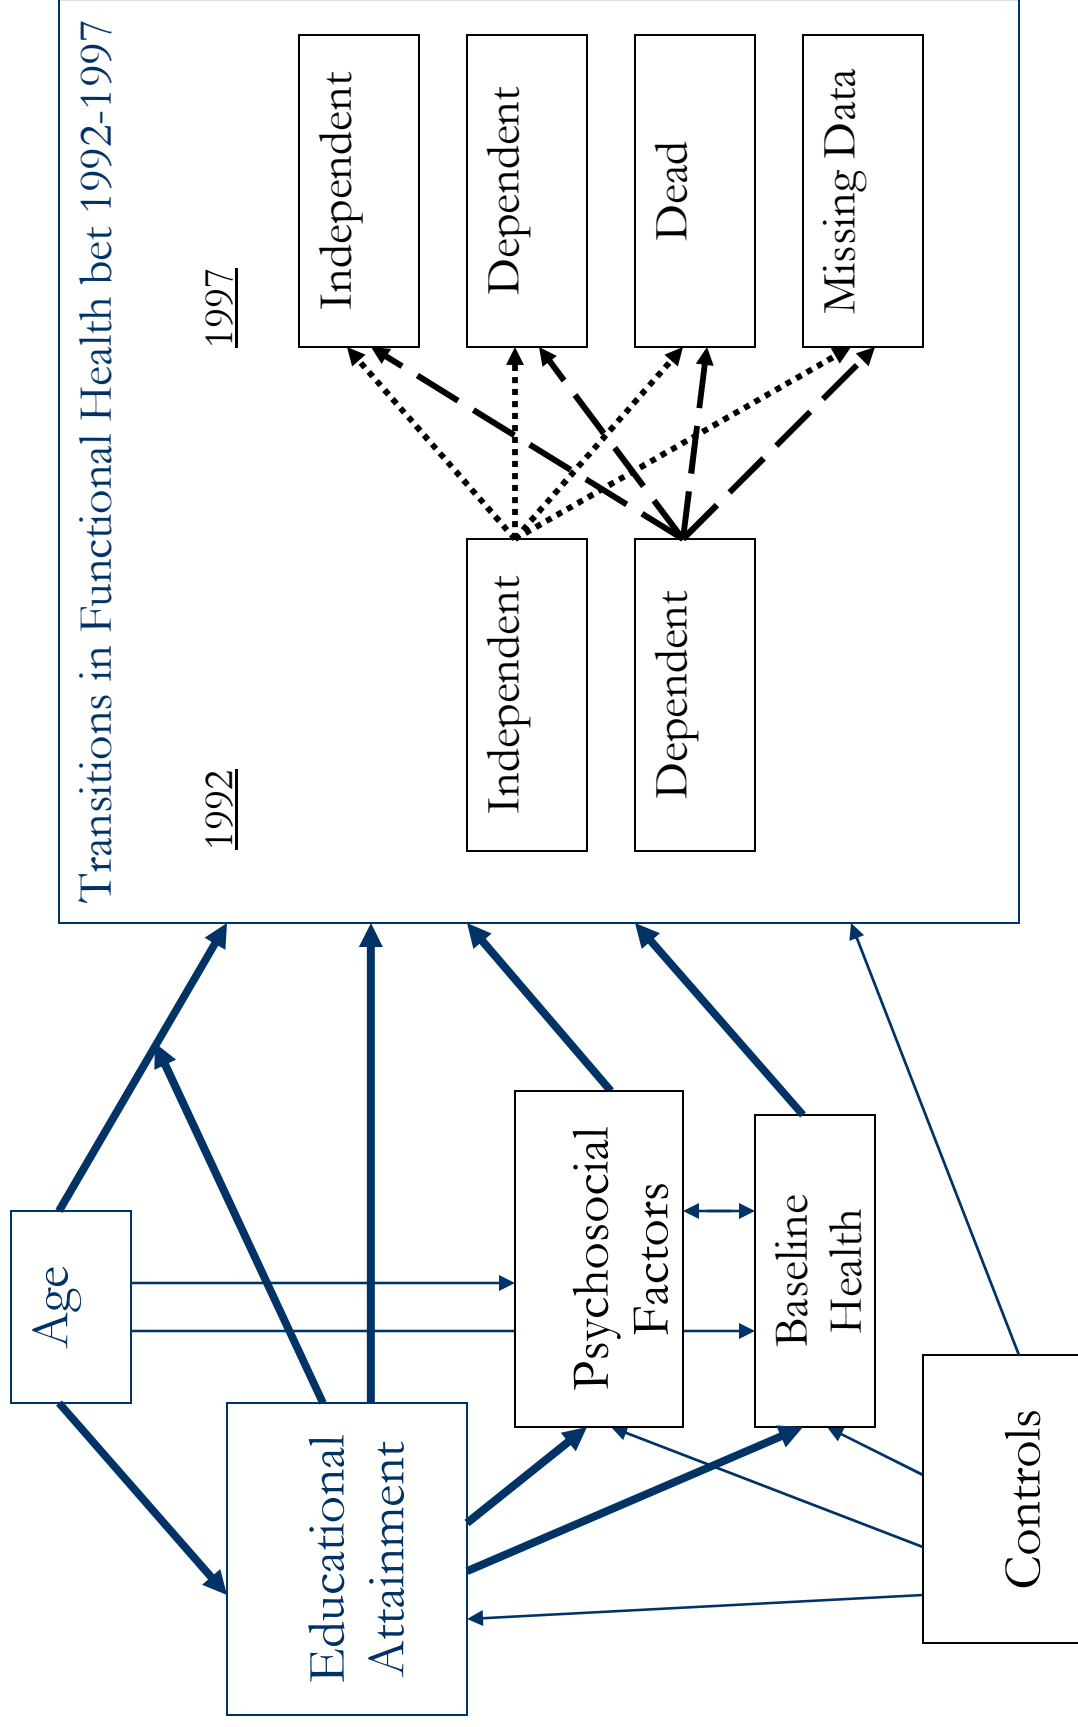 Transitions in Functional Health bet 1992-1997
Age
1992
1997
Educational
Attainment
Independent
Independent
Dependent
Psychosocial
Factors
Dependent
Dead
Baseline
Health
Missing Data
Controls